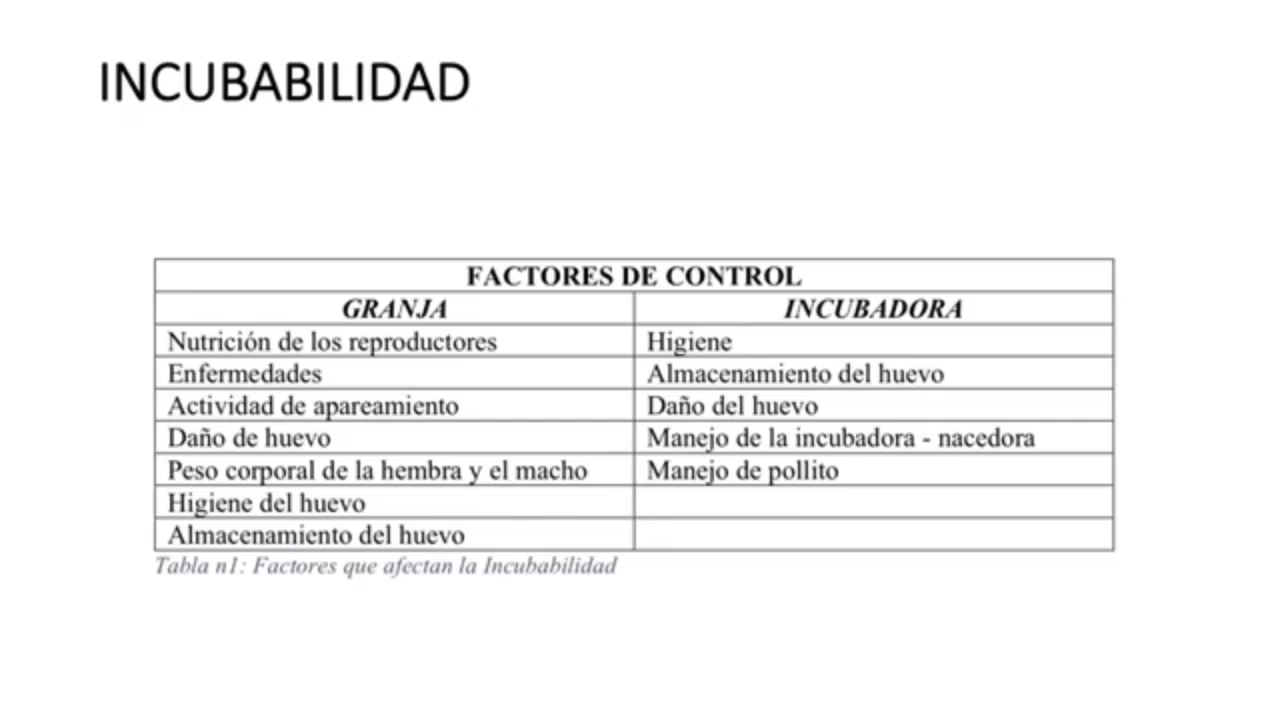 INCUBABILIDAD
FACTORES DE CONTROL
GRANJA INCUBADORA
Nutrición de los reproductores Higiene
Enfermedades Almacenamiento del huevo
Actividad de apareamiento Daño del huevo
Daño de huevo Manejo de la incubadora - nacedora
Peso corporal de la hembra y el macho Manejo de pollito
Higiene del huevo
Almacenamiento del huevo
Tabla n1: Factores que afectan la Incubabilidad